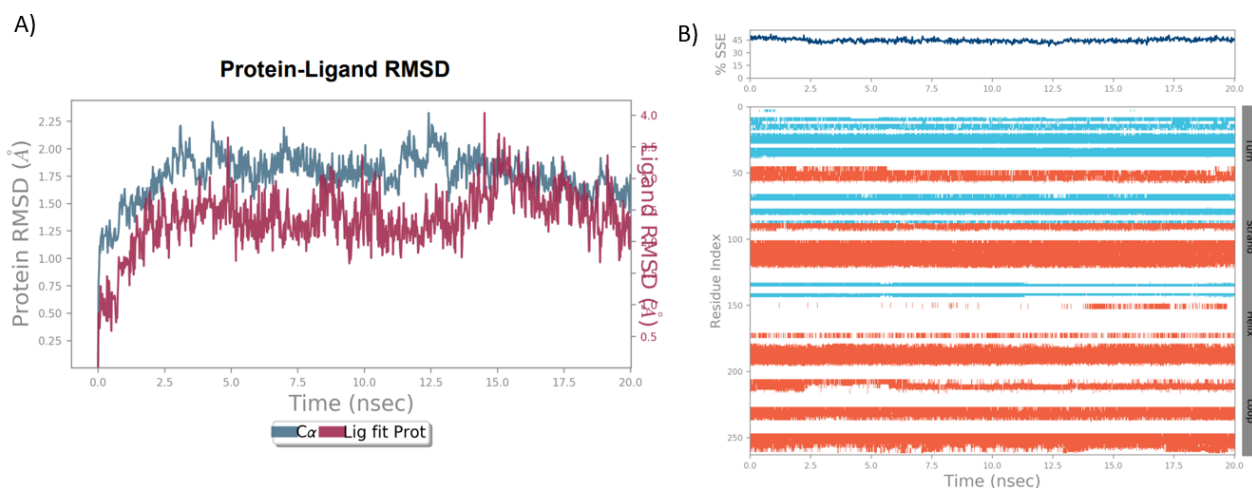 A)
Protein-Ligand RMSD
Protein RMSD (Å)
2.25
2.00
1.75
1.50
1.25
1.00
0.75
0.50
0.25
4.0
0.5
Ligand RMSD (Å)
0.0 2.5 5.0 7.5 10.0 12.5 15.0 17.5 20.0
Time (nsec)
Cα Lig fit Prot
B)
% SSE
45
30
15
0
0.0 2.5 5.0 7.5 10.0 12.5 15.0 17.5 20.0
Residue Index
0
50
100
150
200
250
Turn
Strand
Helix
Loop
0.0 2.5 5.0 7.5 10.0 12.5 15.0 17.5 20.0
Time (nsec)